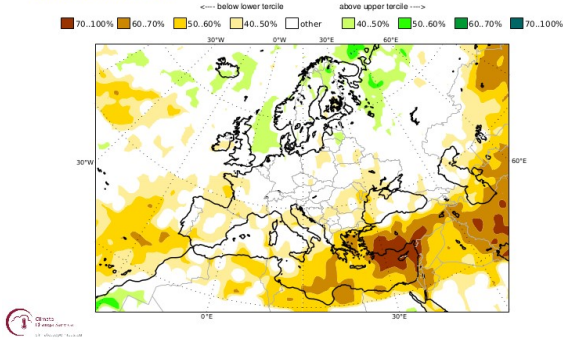 <---- below lower tercile above upper tercile ---->
70..100% 60..70% 50..60% 40..50% other 40..50% 50..60% 60..70% 70..100%
30°W 0°W 30°E 60°E
30°W
60°E
0°E 30°E
Climate